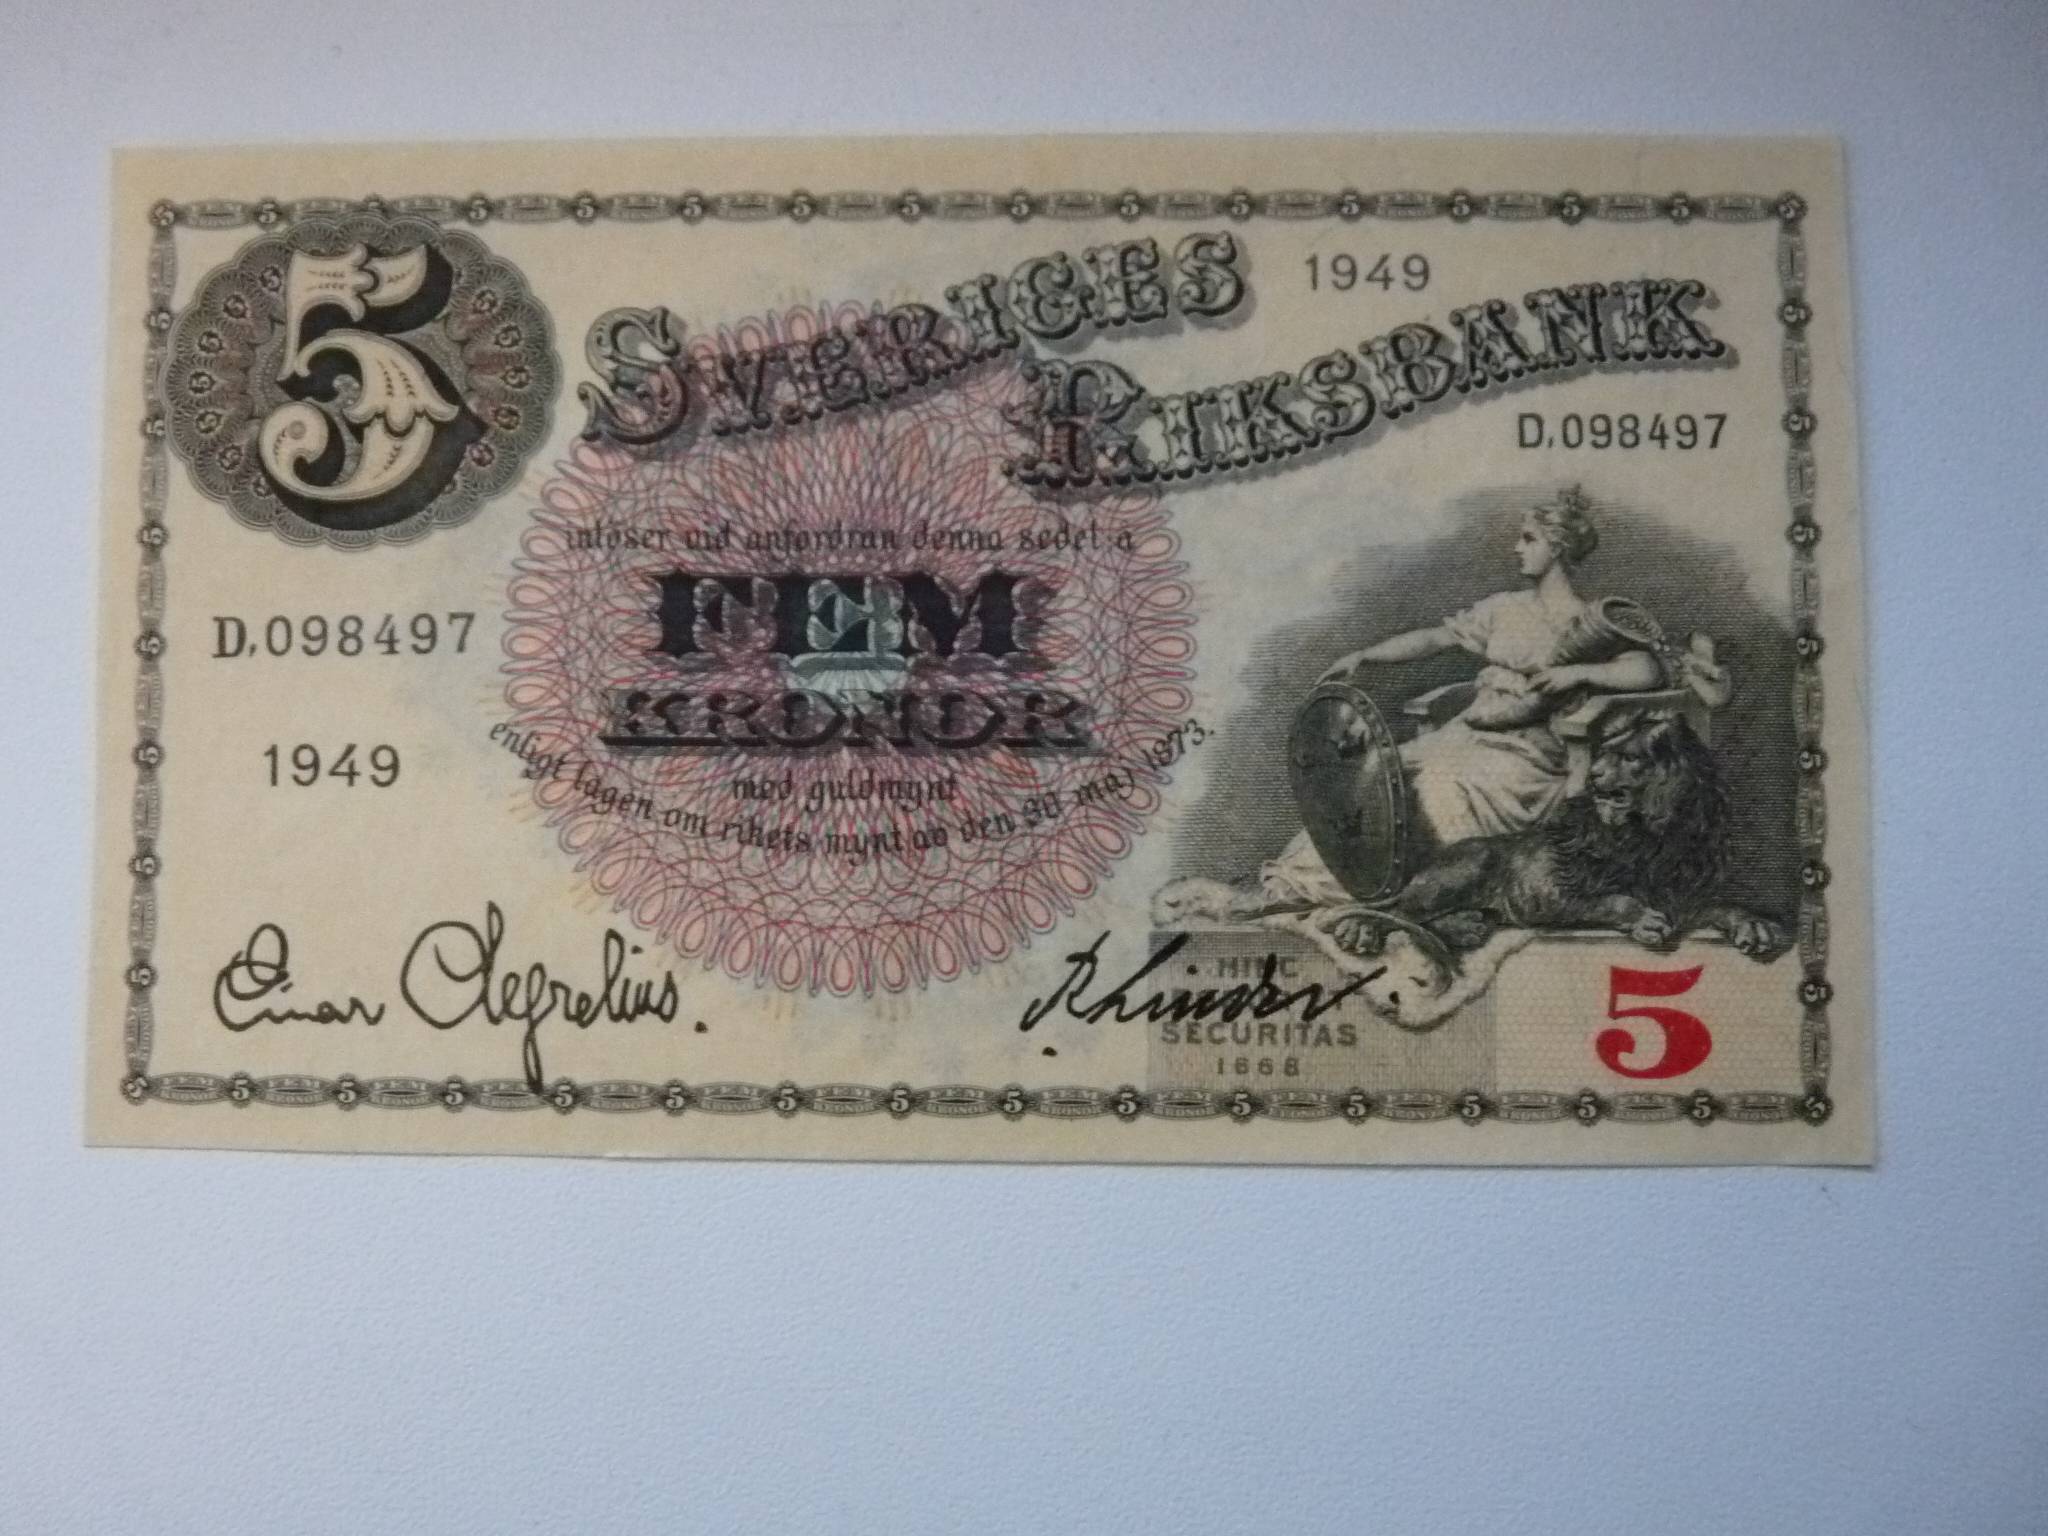 5
SVERIGES
1949
RIKSBANK
D,098497
inlöser vid anfordran denna sedel å
FEM
KRONOR
D,098497
1949
med guldmynt
enligt lagen om rikets mynt av den 30 maj 1873.
Einar
HINC
SECURITAS
1668
5